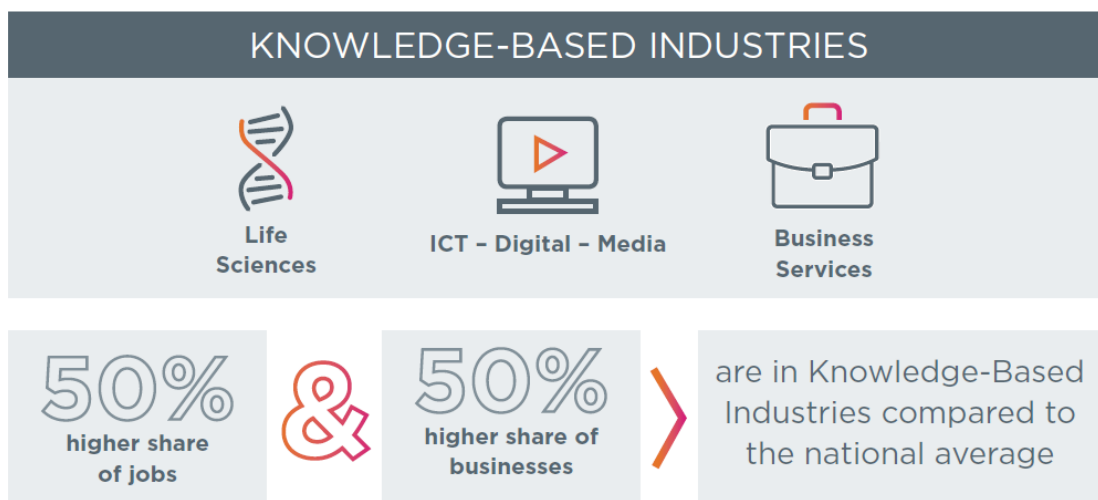 KNOWLEDGE-BASED INDUSTRIES
Life
Sciences
ICT – Digital – Media
Business
Services
50%
higher share
of jobs
&
50%
higher share of
businesses
are in Knowledge-Based
Industries compared to
the national average